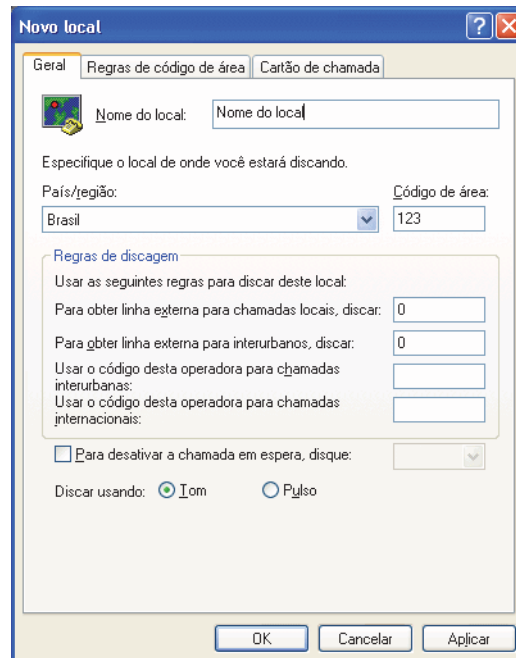 Novo local
Geral
Regras de código de área
Cartão de chamada
Nome do local:
Nome do local
Especifique o local de onde você estará discando.
País/região:
Código de área:
Brasil
123
Regras de discagem
Usar as seguintes regras para discar deste local:
Para obter linha externa para chamadas locais, discar:
0
Para obter linha externa para interurbanos, discar:
0
Usar o código desta operadora para chamadas
interurbanas:
Usar o código desta operadora para chamadas
internacionais:
Para desativar a chamada em espera, disque:
Discar usando:
Tom
Pulso
OK
Cancelar
Aplicar